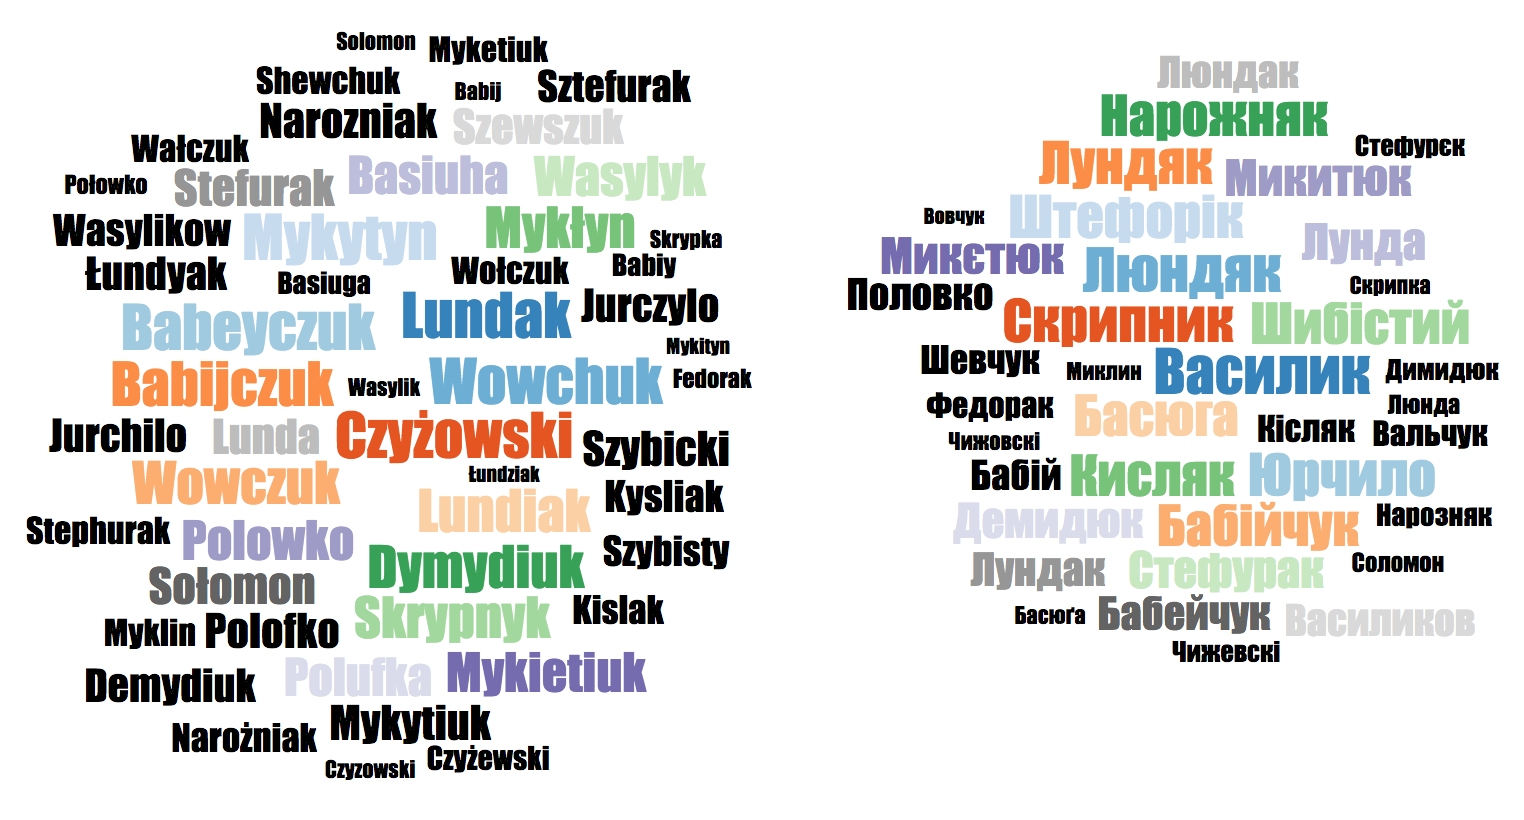 Solomon
Myketiuk
Shewchuk
Babij
Sztefurak
Narozniak
Szewszuk
Wałczuk
Basiuha
Wasylyk
Połowko
Stefurak
Wasylikow
Mykytyn
Mykłyn
Skrypka
Łundyak
Basiuga
Wołczuk
Babiy
Babeyczuk
Lundak
Jurczylo
Mykityn
Babijczuk
Wasylik
Wowchuk
Fedorak
Jurchilo
Lunda
Czyżowski
Szybicki
Łundziak
Wowczuk
Lundiak
Kysliak
Stephurak
Polowko
Dymydiuk
Szybisty
Sołomon
Skrypnyk
Kislak
Myklin
Polofko
Demydiuk
Polufka
Mykietiuk
Narożniak
Mykytiuk
Czyzowski
Czyżewski
Люндак
Нарожняк
Стефурєк
Лундяк
Микитюк
Вовчук
Штефорік
Лунда
Микєтюк
Люндяк
Скрипка
Половко
Скрипник
Шибістий
Шевчук
Миклин
Василик
Димидюк
Федорак
Басюга
Люнда
Чижовскі
Кісляк
Вальчук
Бабій
Кисляк
Юрчило
Демидюк
Бабійчук
Нарозняк
Лундак
Стефурак
Соломон
Басюґа
Бабейчук
Василиков
Чижевскі